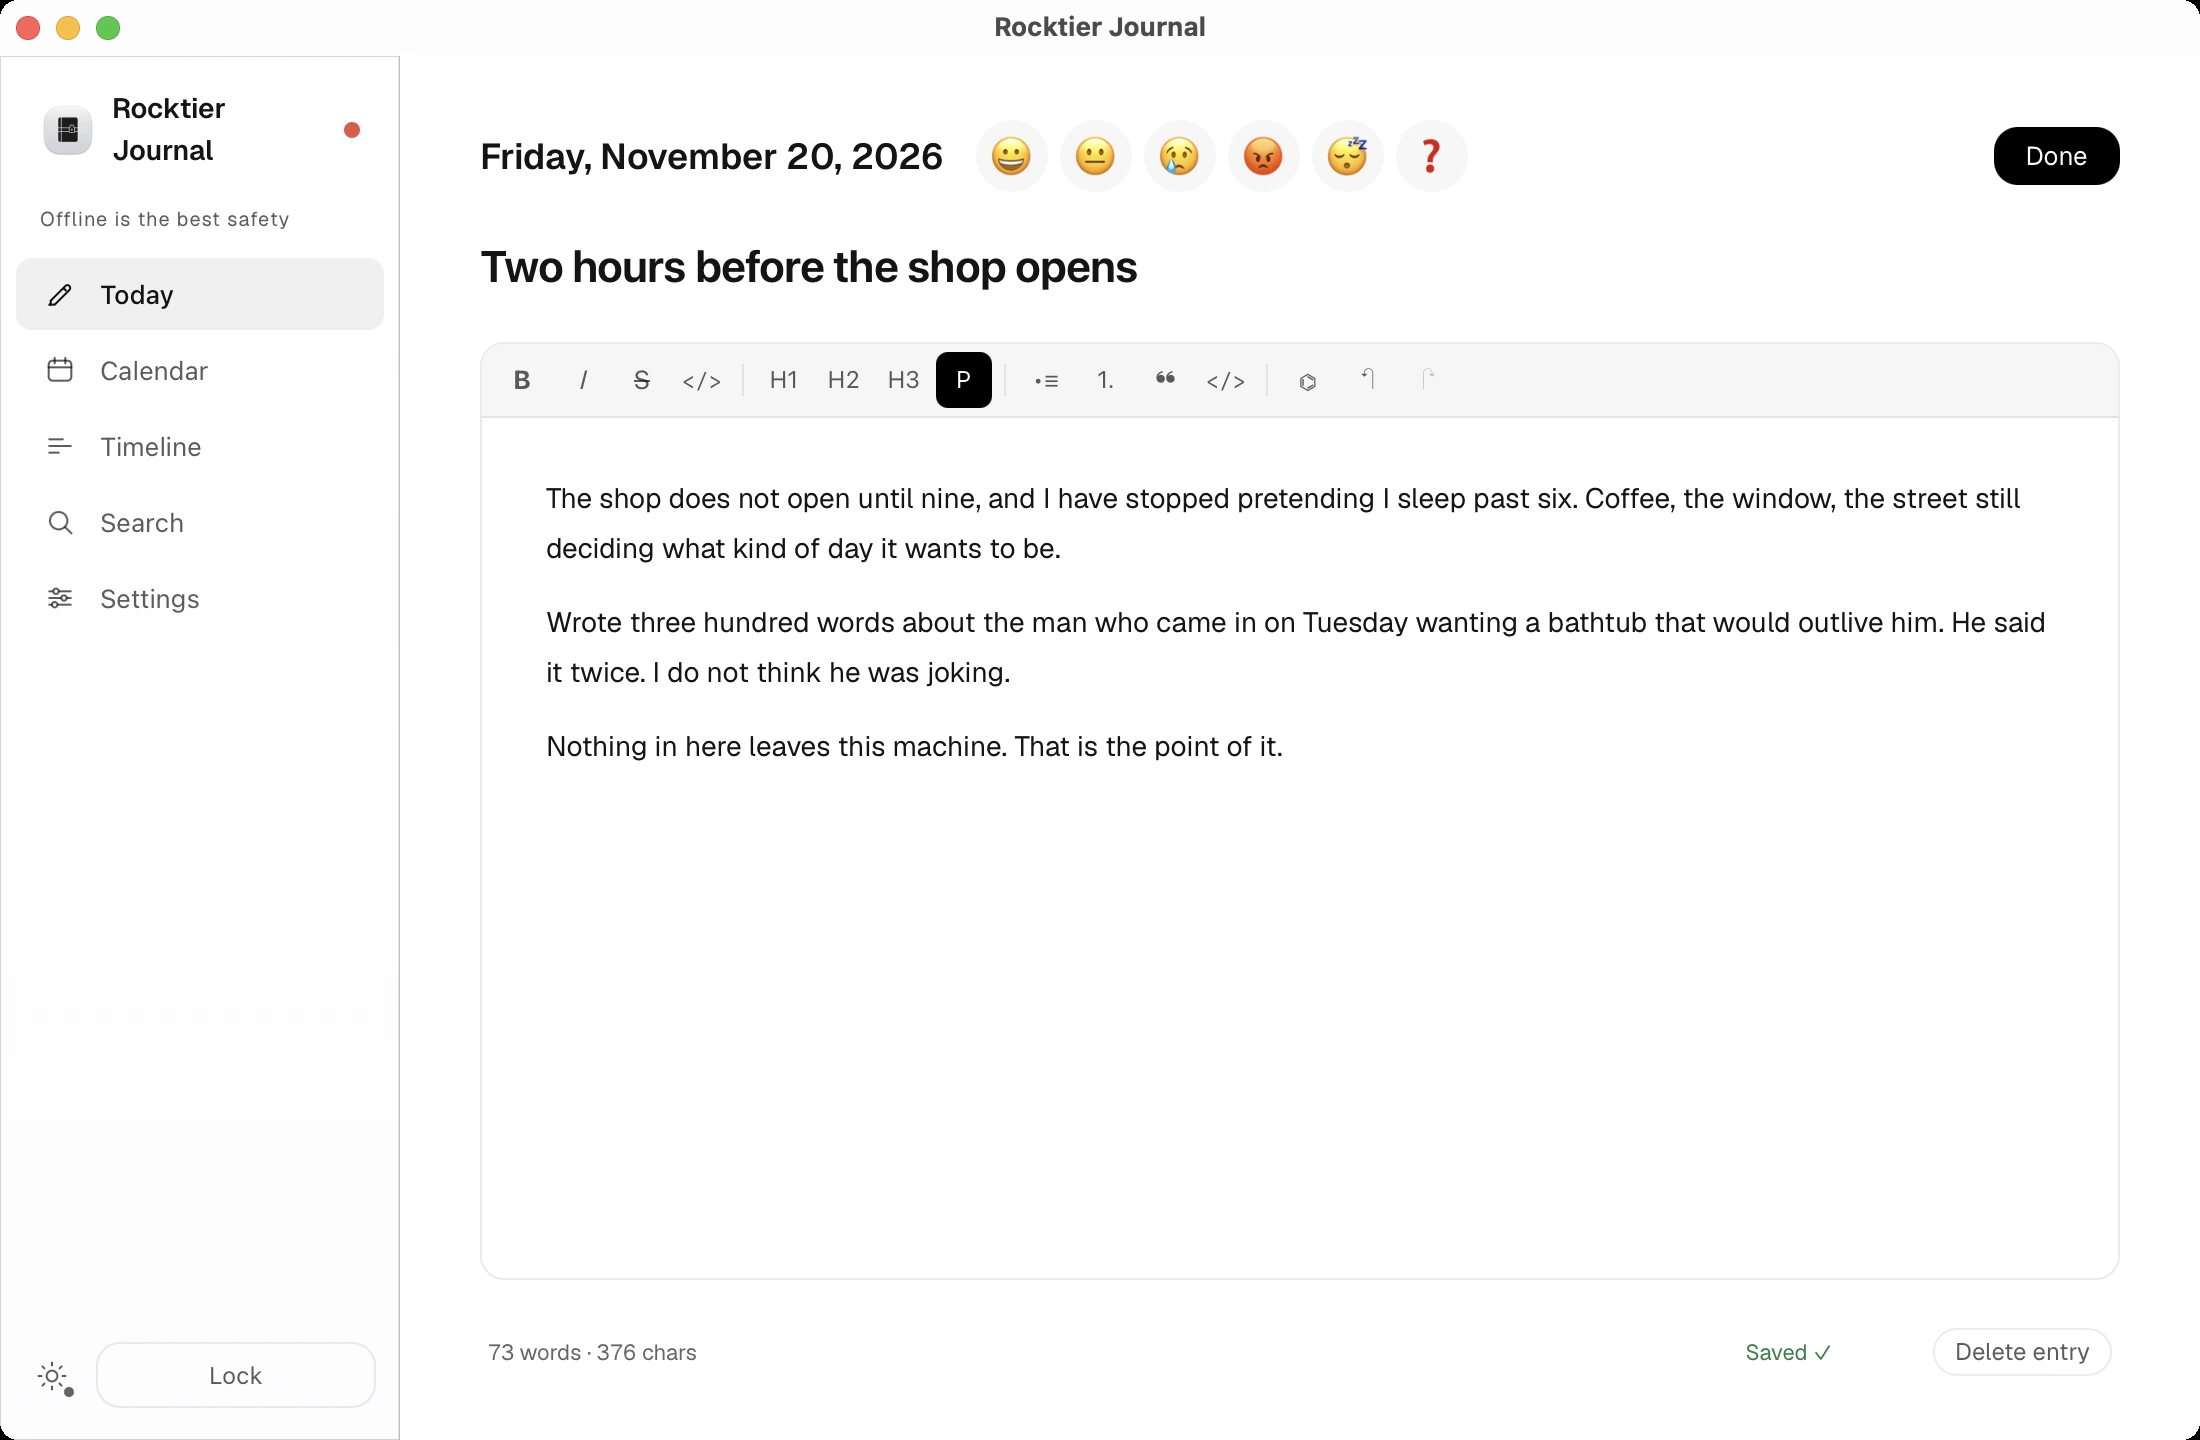 Rocktier Journal
Rocktier
Journal
Offline is the best safety
Today
Calendar
Timeline
Search
Settings
Lock
Friday, November 20, 2026
Done
Two hours before the shop opens
B I S </> H1 H2 H3 P 1. ❝ </>
The shop does not open until nine, and I have stopped pretending I sleep past six. Coffee, the window, the street still
deciding what kind of day it wants to be.
Wrote three hundred words about the man who came in on Tuesday wanting a bathtub that would outlive him. He said
it twice. I do not think he was joking.
Nothing in here leaves this machine. That is the point of it.
73 words · 376 chars
Saved ✓
Delete entry